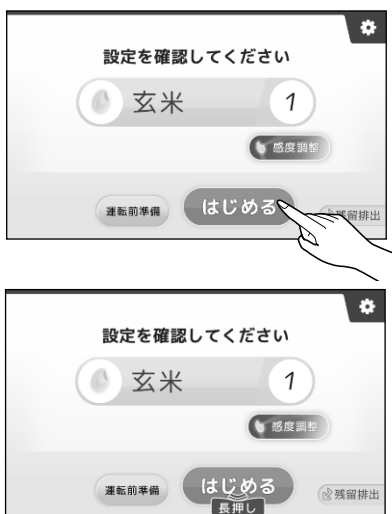 設定を確認してください
玄米 1
感度調整
運転前準備 はじめる 残留排出
設定を確認してください
玄米 1
感度調整
運転前準備 はじめる 残留排出
長押し